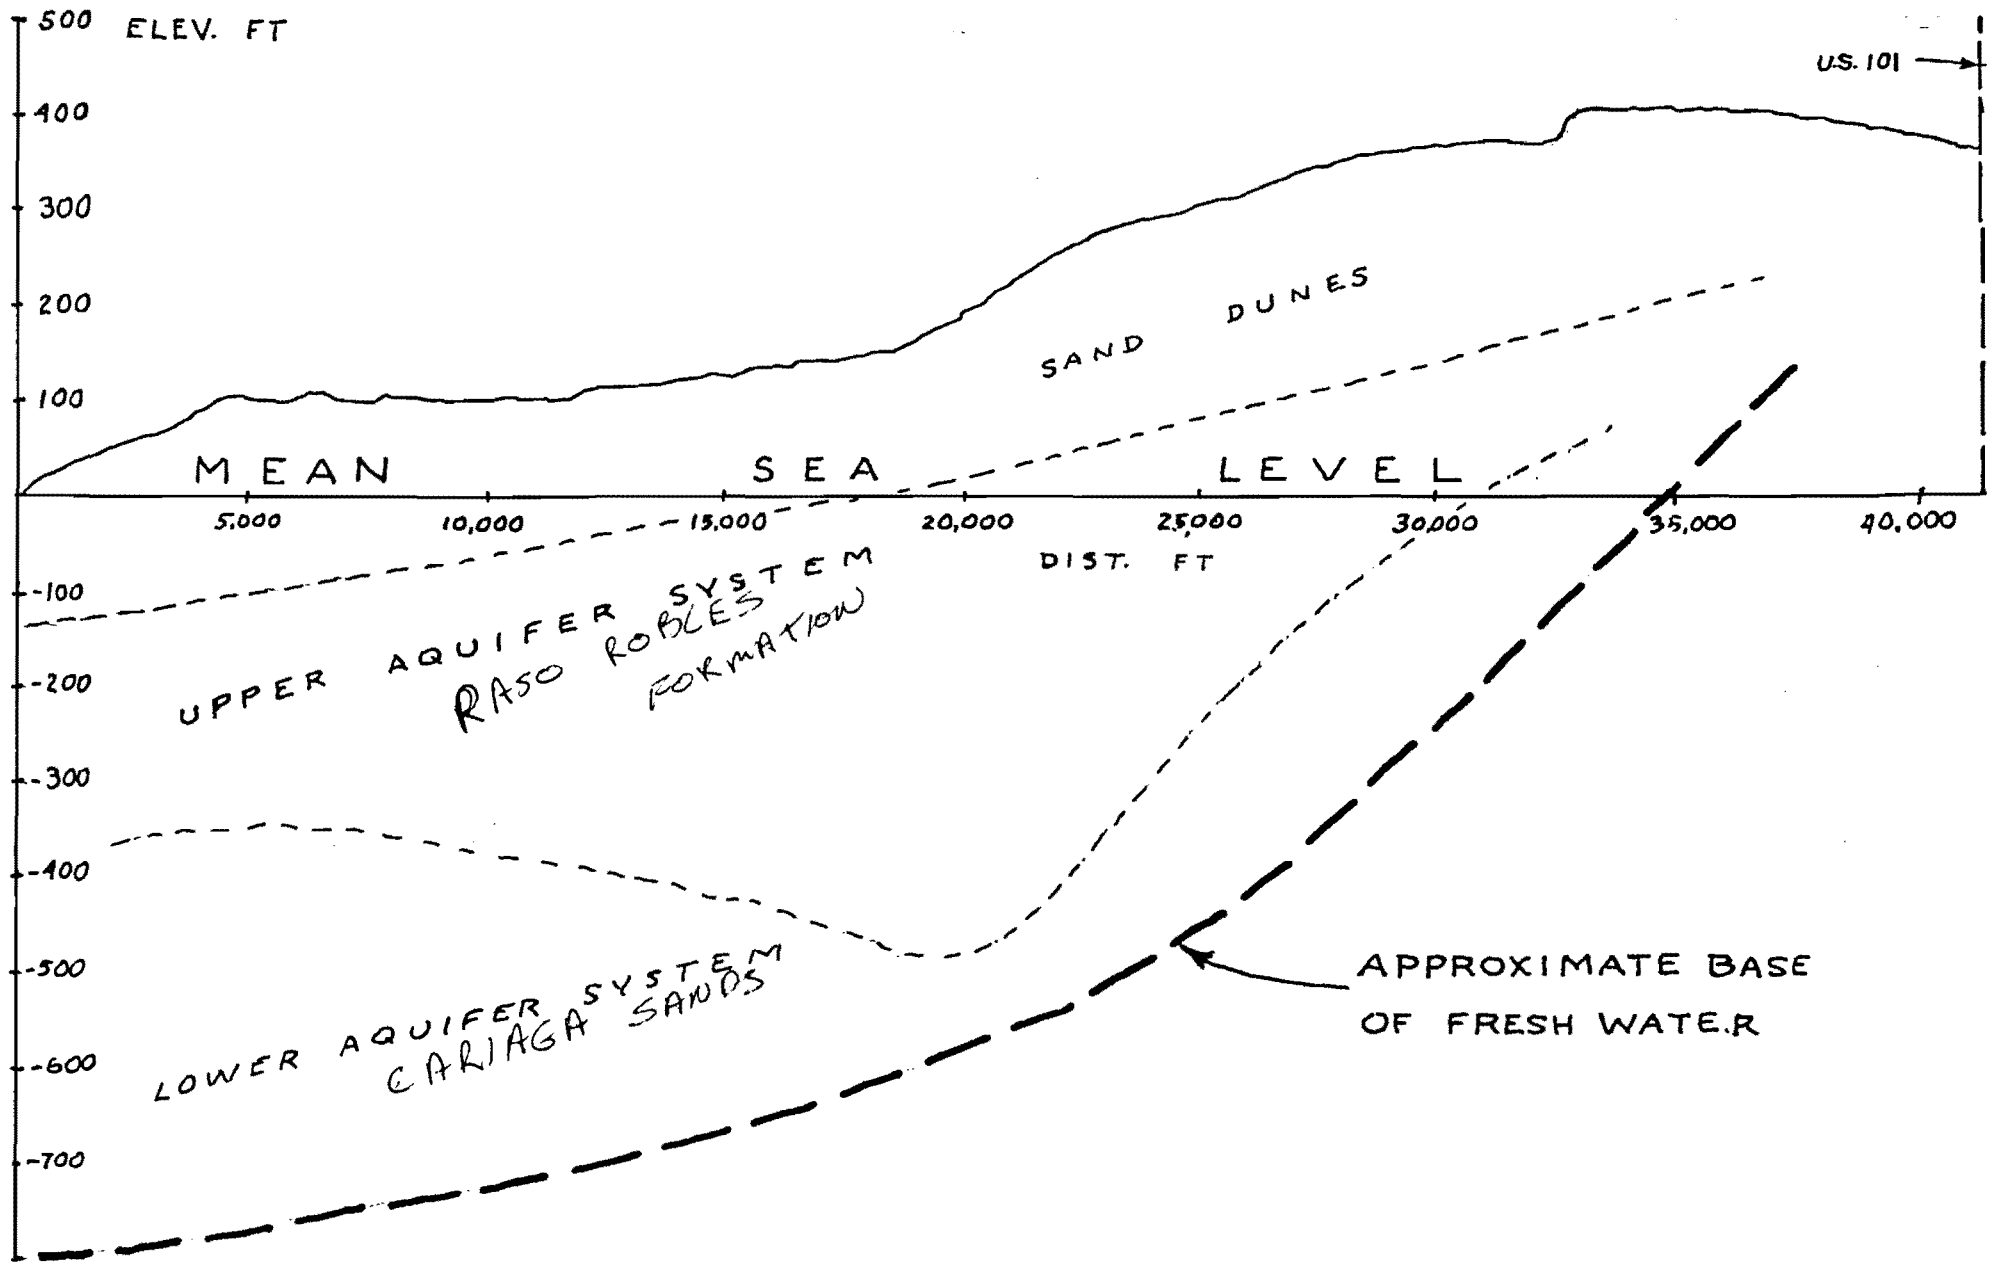 500 ELEV. FT
U.S. 101
400
300
200
SAND DUNES
100
MEAN SEA LEVEL
5,000 10,000 15,000 20,000 25,000 30,000 35,000 40,000
DIST. FT
-100
UPPER AQUIFER SYSTEM
PASO ROBLES
FORMATION
-200
-300
-400
-500
LOWER AQUIFER SYSTEM
CARIAGA SANDS
APPROXIMATE BASE
OF FRESH WATER
-600
-700